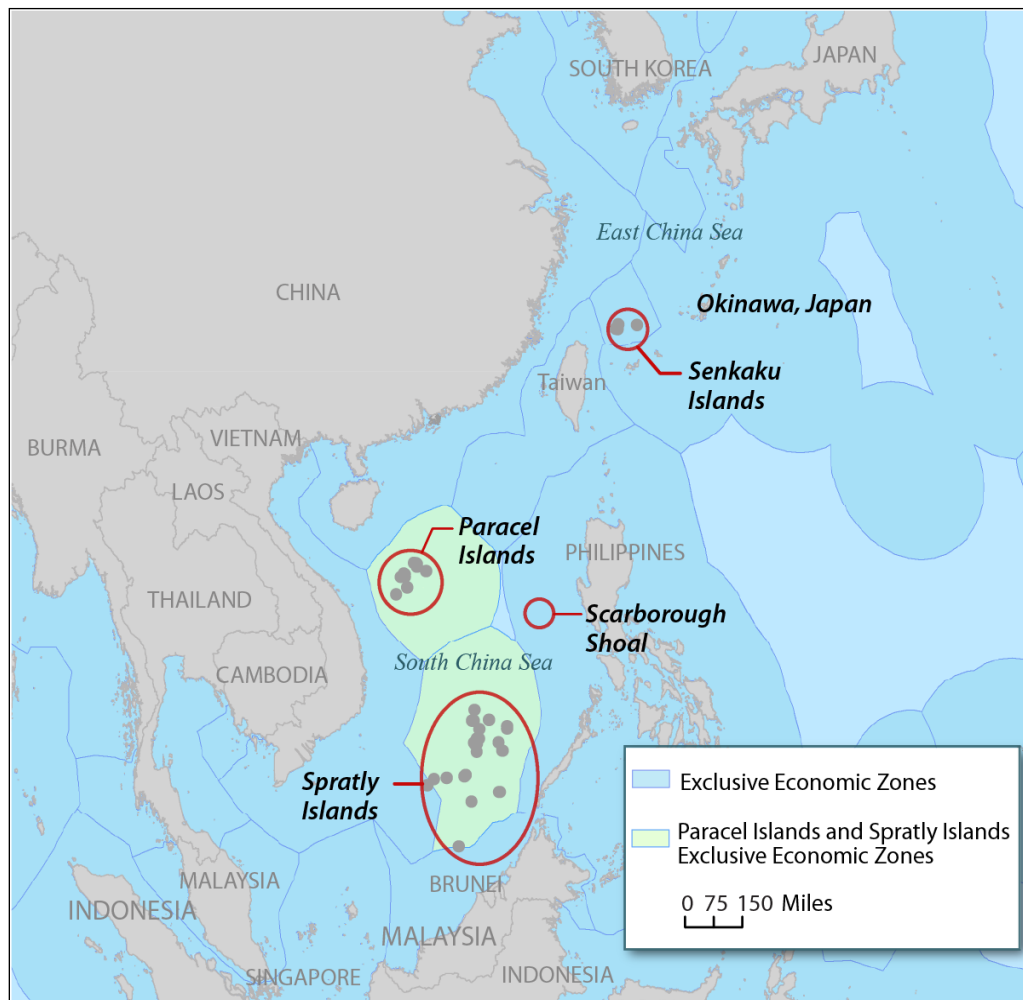 SOUTH KOREA
JAPAN
East China Sea
CHINA
Okinawa, Japan
Senkaku
Islands
Taiwan
BURMA
VIETNAM
LAOS
Paracel
Islands
PHILIPPINES
THAILAND
Scarborough
Shoal
South China Sea
CAMBODIA
Spratly
Islands
Exclusive Economic Zones
Paracel Islands and Spratly Islands
Exclusive Economic Zones
0 75 150 Miles
MALAYSIA
BRUNEI
INDONESIA
MALAYSIA
SINGAPORE
INDONESIA